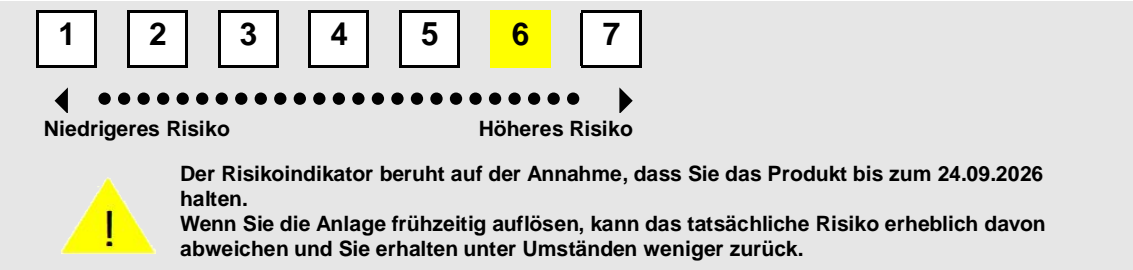 1 2 3 4 5 6 7
Niedrigeres Risiko Höheres Risiko
Der Risikoindikator beruht auf der Annahme, dass Sie das Produkt bis zum 24.09.2026
halten.
Wenn Sie die Anlage frühzeitig auflösen, kann das tatsächliche Risiko erheblich davon
abweichen und Sie erhalten unter Umständen weniger zurück.
!